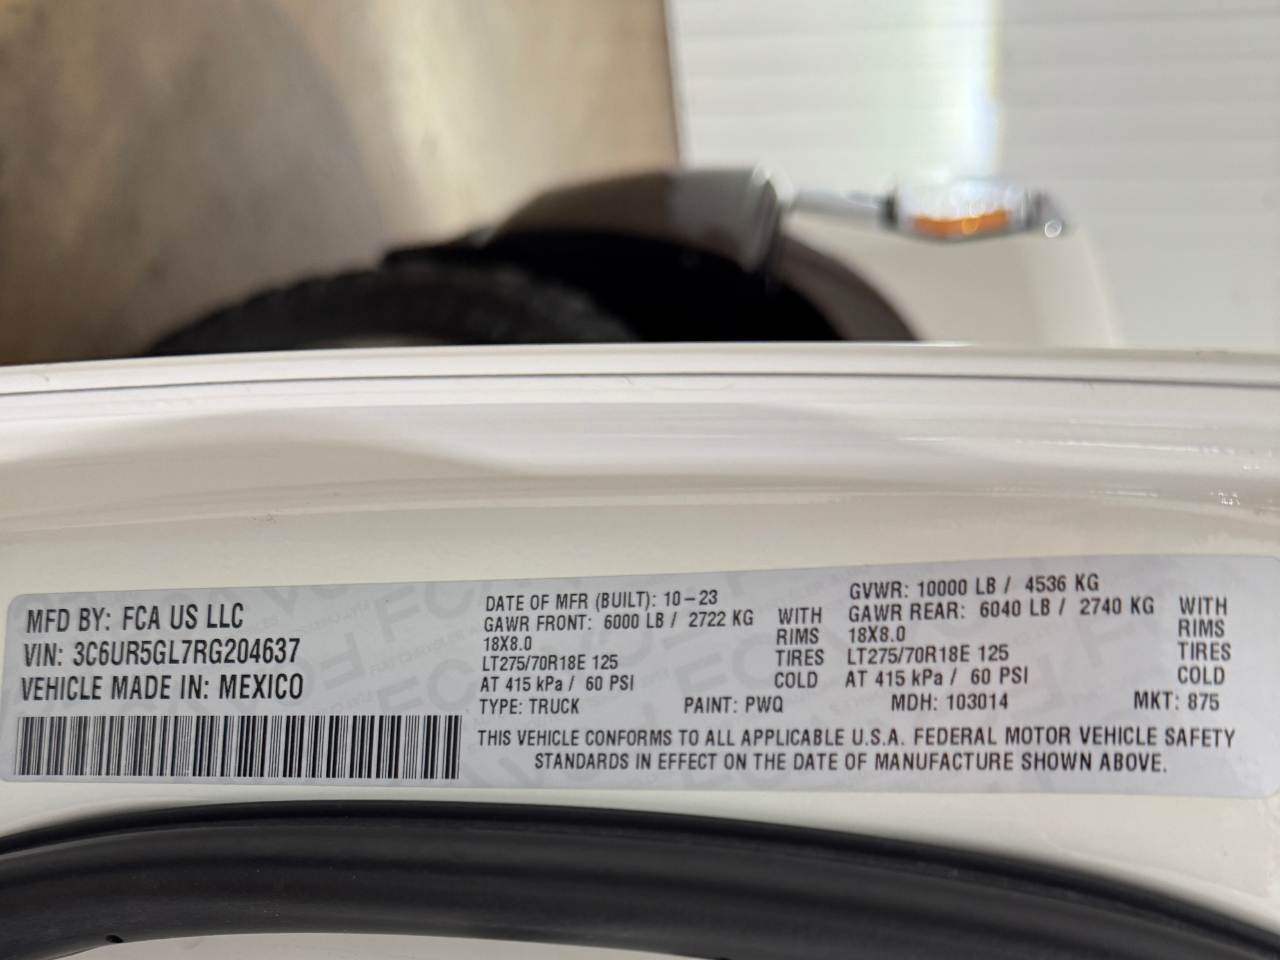 MFD BY: FCA US LLC
VIN: 3C6UR5GL7RG204637
VEHICLE MADE IN: MEXICO
DATE OF MFR (BUILT): 10-23
GAWR FRONT: 6000 LB / 2722 KG WITH
18X8.0 RIMS
LT275/70R18E 125 TIRES
AT 415 kPa / 60 PSI COLD
GVWR: 10000 LB / 4536 KG
GAWR REAR: 6040 LB / 2740 KG WITH
18X8.0 RIMS
LT275/70R18E 125 TIRES
AT 415 kPa / 60 PSI COLD
TYPE: TRUCK PAINT: PWQ MDH: 103014 MKT: 875
THIS VEHICLE CONFORMS TO ALL APPLICABLE U.S.A. FEDERAL MOTOR VEHICLE SAFETY
STANDARDS IN EFFECT ON THE DATE OF MANUFACTURE SHOWN ABOVE.